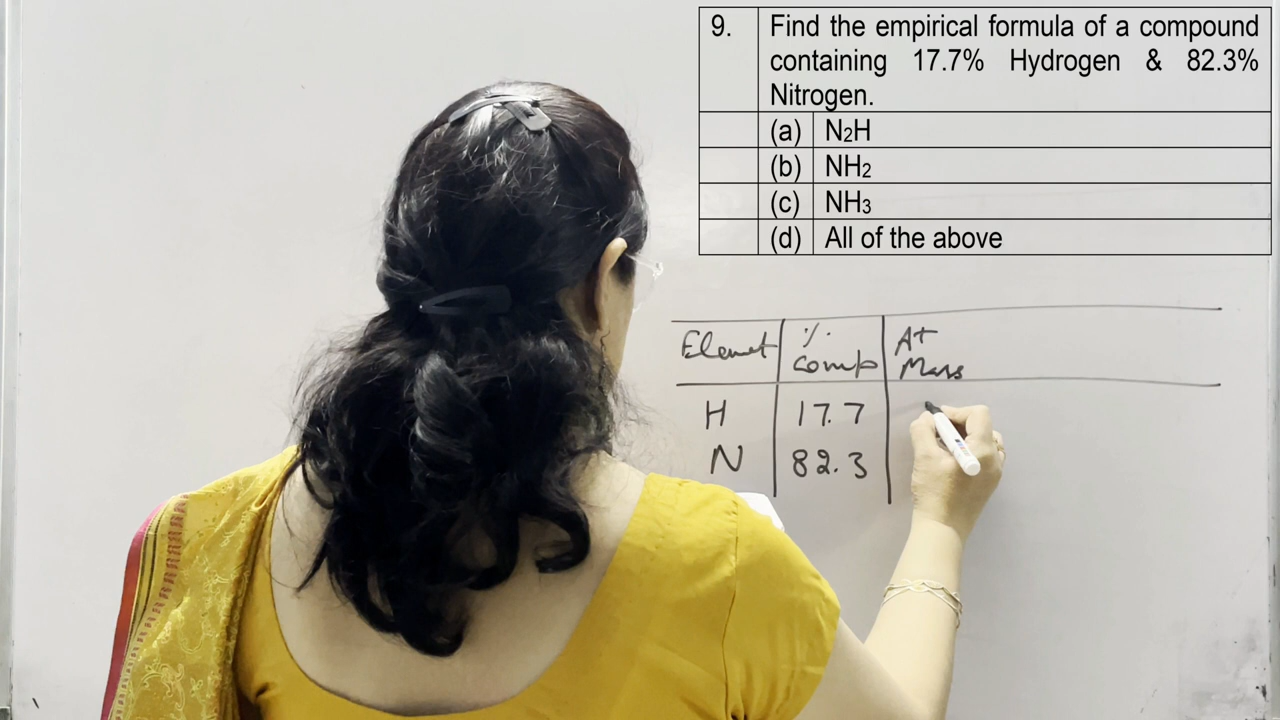 9. Find the empirical formula of a compound
containing 17.7% Hydrogen & 82.3%
Nitrogen.
(a) N₂H
(b) NH₂
(c) NH₃
(d) All of the above
Elemet % Comp At Mass
H 17.7
N 82.3